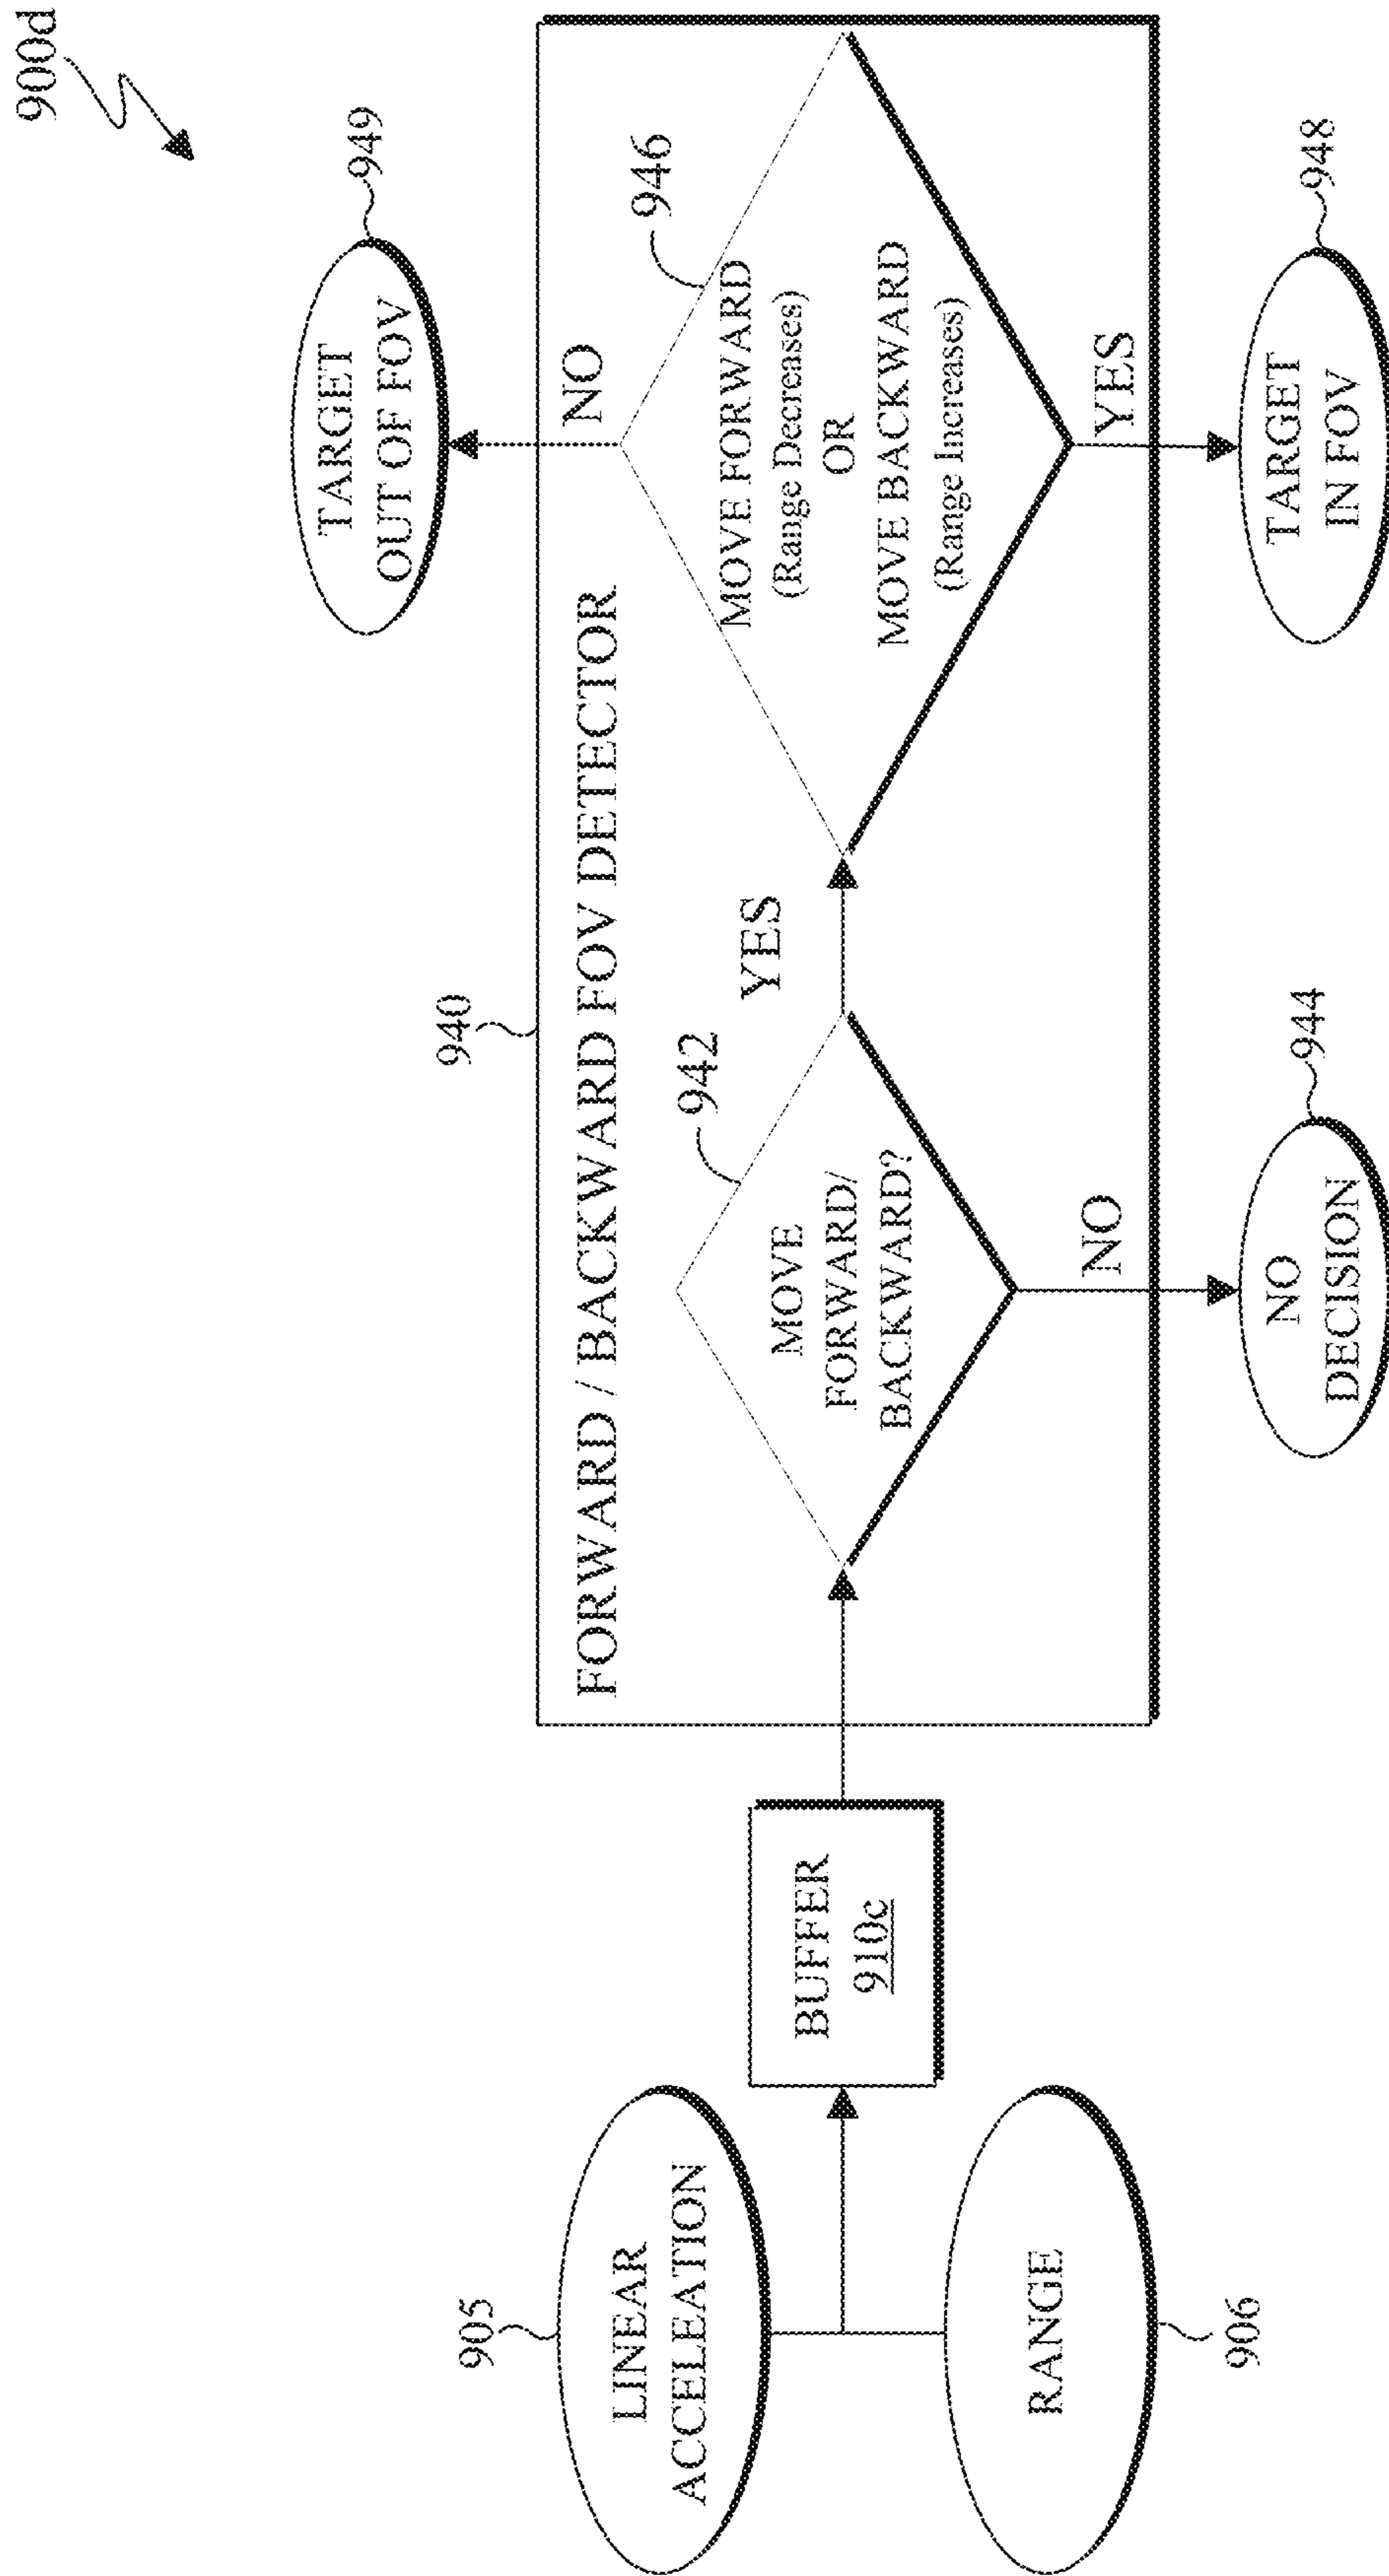 900d
905
LINEAR
ACCELEATION
RANGE
906
BUFFER
910c
940
FORWARD / BACKWARD FOV DETECTOR
942
MOVE
FORWARD/
BACKWARD?
YES
NO
NO
DECISION
944
946
MOVE FORWARD
(Range Decreases)
OR
MOVE BACKWARD
(Range Increases)
NO
TARGET
OUT OF FOV
949
YES
TARGET
IN FOV
948